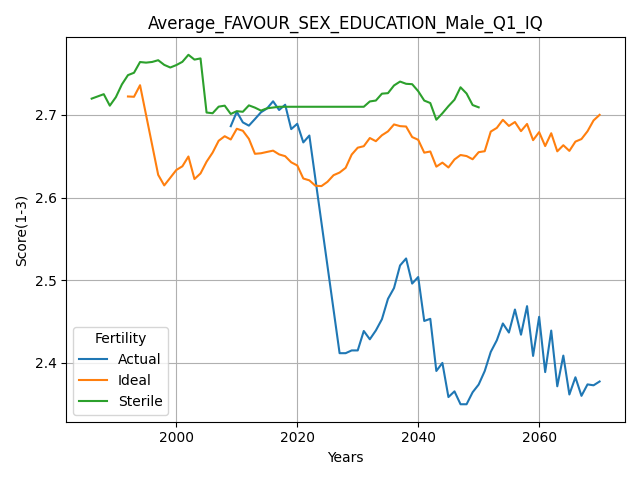 Average_FAVOUR_SEX_EDUCATION_Male_Q1_IQ
Score(1-3)
2.7
2.6
2.5
2.4
Fertility
Actual
Ideal
Sterile
2000
2020
2040
2060
Years